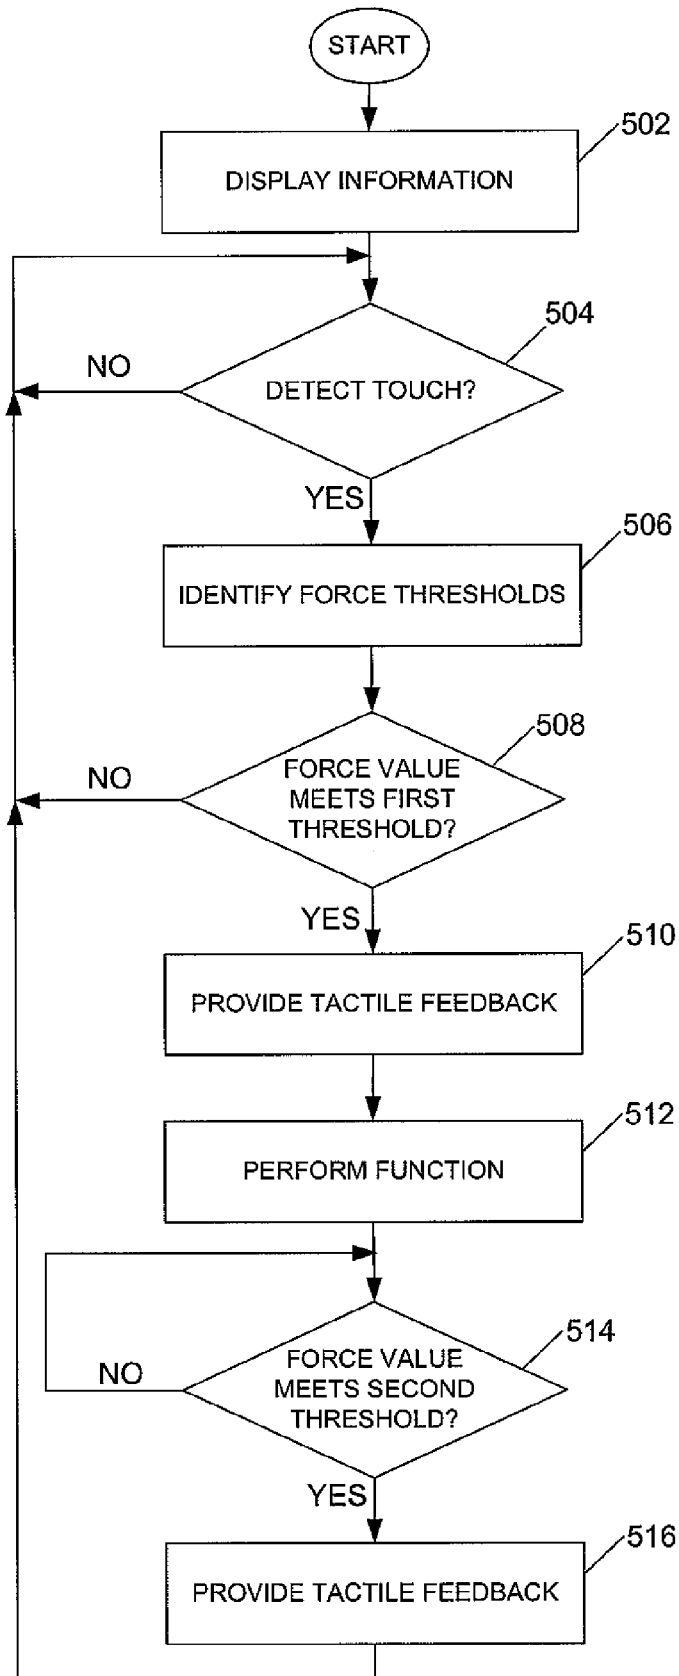 START
502
DISPLAY INFORMATION
504
NO
DETECT TOUCH?
YES
506
IDENTIFY FORCE THRESHOLDS
508
NO
FORCE VALUE
MEETS FIRST
THRESHOLD?
YES
510
PROVIDE TACTILE FEEDBACK
512
PERFORM FUNCTION
514
NO
FORCE VALUE
MEETS SECOND
THRESHOLD?
YES
516
PROVIDE TACTILE FEEDBACK